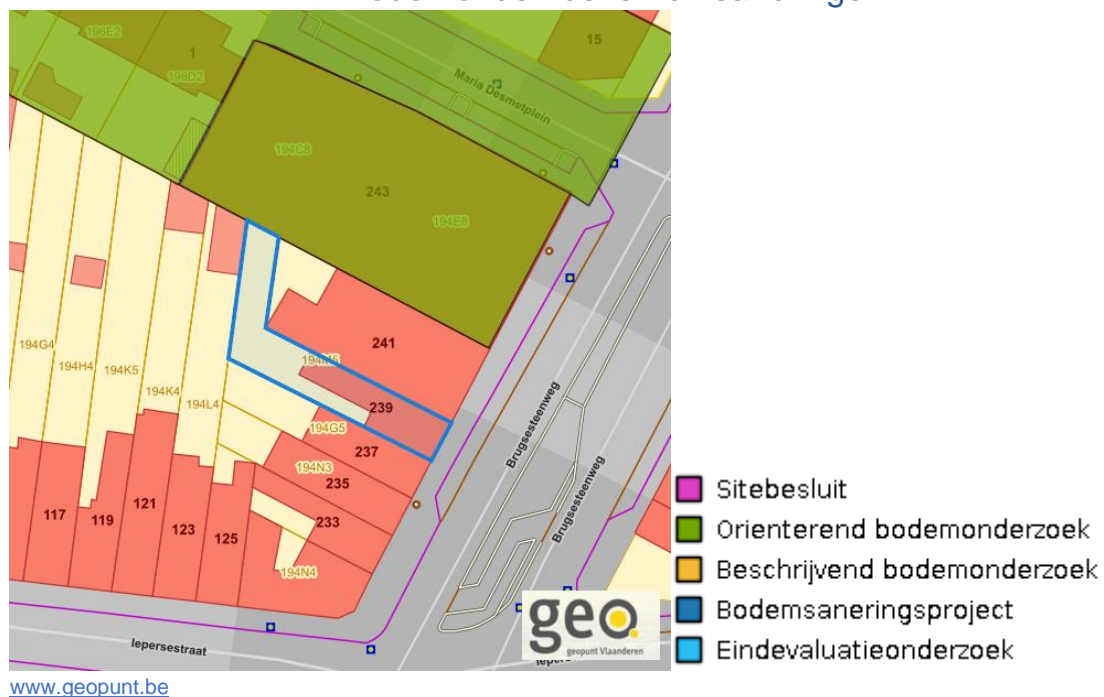 196E2
1
196D2
15
Maria Desmetplein
194C8
243
194E8
194G4
194H4
194K5
194K4
194L4
241
239
194G5
237
194N3
235
233
194N4
117
119
121
123
125
Brugsesteenweg
Brugsesteenweg
Iepersestraat
geo.
geopunt Vlaanderen
Sitebesluit
Orienterend bodemonderzoek
Beschrijvend bodemonderzoek
Bodemsaneringsproject
Eindevaluatieonderzoek
www.geopunt.be